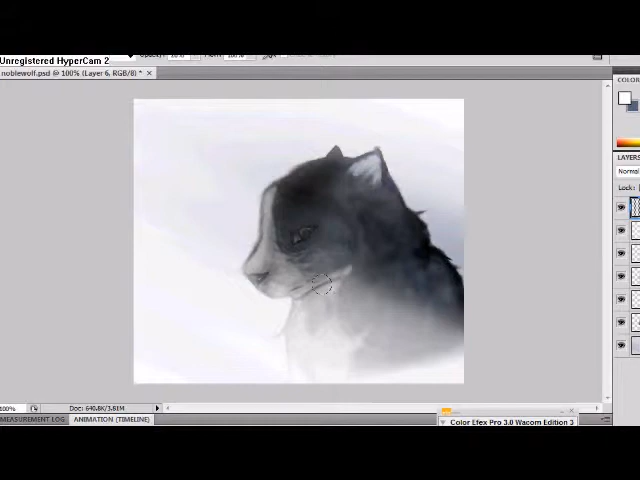 Unregistered HyperCam 2
noblewolf.psd @ 100% (Layer 6, RGB/8) *
COLOR
LAYERS
Normal
Lock:
100%
Doc: 640.8K/3.81M
MEASUREMENT LOG
ANIMATION (TIMELINE)
Color Efex Pro 3.0 Wacom Edition 3